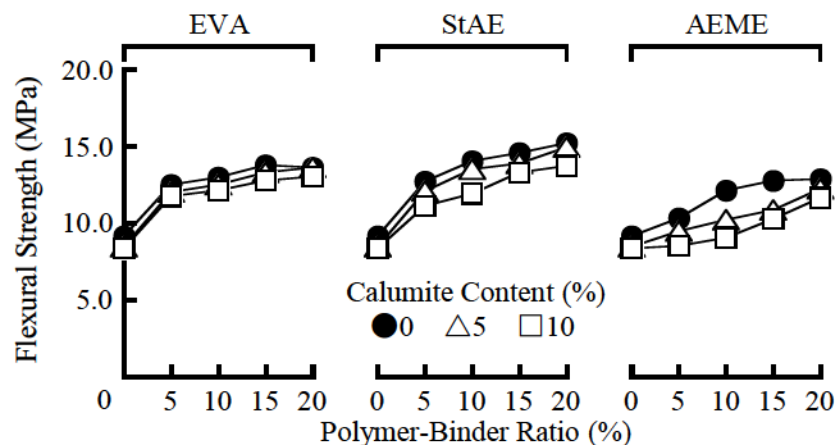 EVA StAE AEME
20.0
15.0
10.0
5.0
0
Flexural Strength (MPa)
Calumite Content (%)
0 5 10
0 5 10 15 20 0 5 10 15 20 0 5 10 15 20
Polymer-Binder Ratio (%)